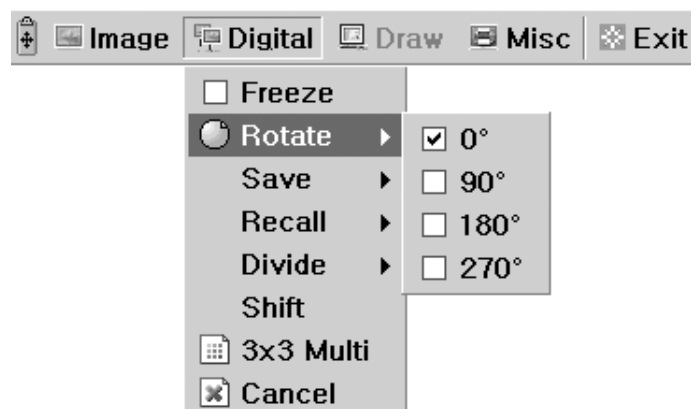 Image Digital Draw Misc Exit
Freeze
Rotate
Save
Recall
Divide
Shift
3x3 Multi
Cancel
0°
90°
180°
270°